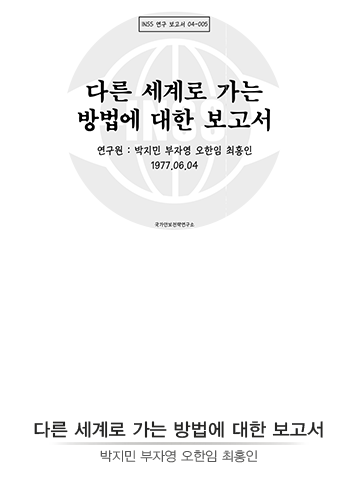 INSS 연구 보고서 04-005
다른 세계로 가는
방법에 대한 보고서
연구원 : 박지민 부자영 오한임 최홍인
1977.06.04
INSS
국가안보전략연구소
다른 세계로 가는 방법에 대한 보고서
박지민 부자영 오한임 최홍인